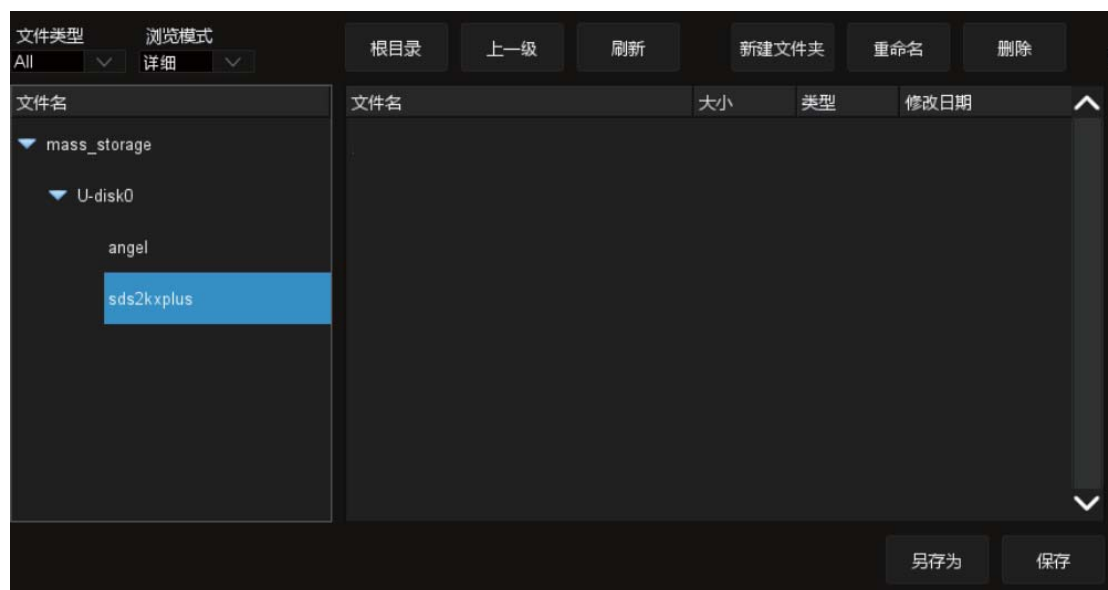 文件类型 浏览模式
All 详细 根目录 上一级 刷新 新建文件夹 重命名 删除
文件名 文件名 大小 类型 修改日期
mass_storage
U-disk0
angel
sds2kxplus
另存为 保存